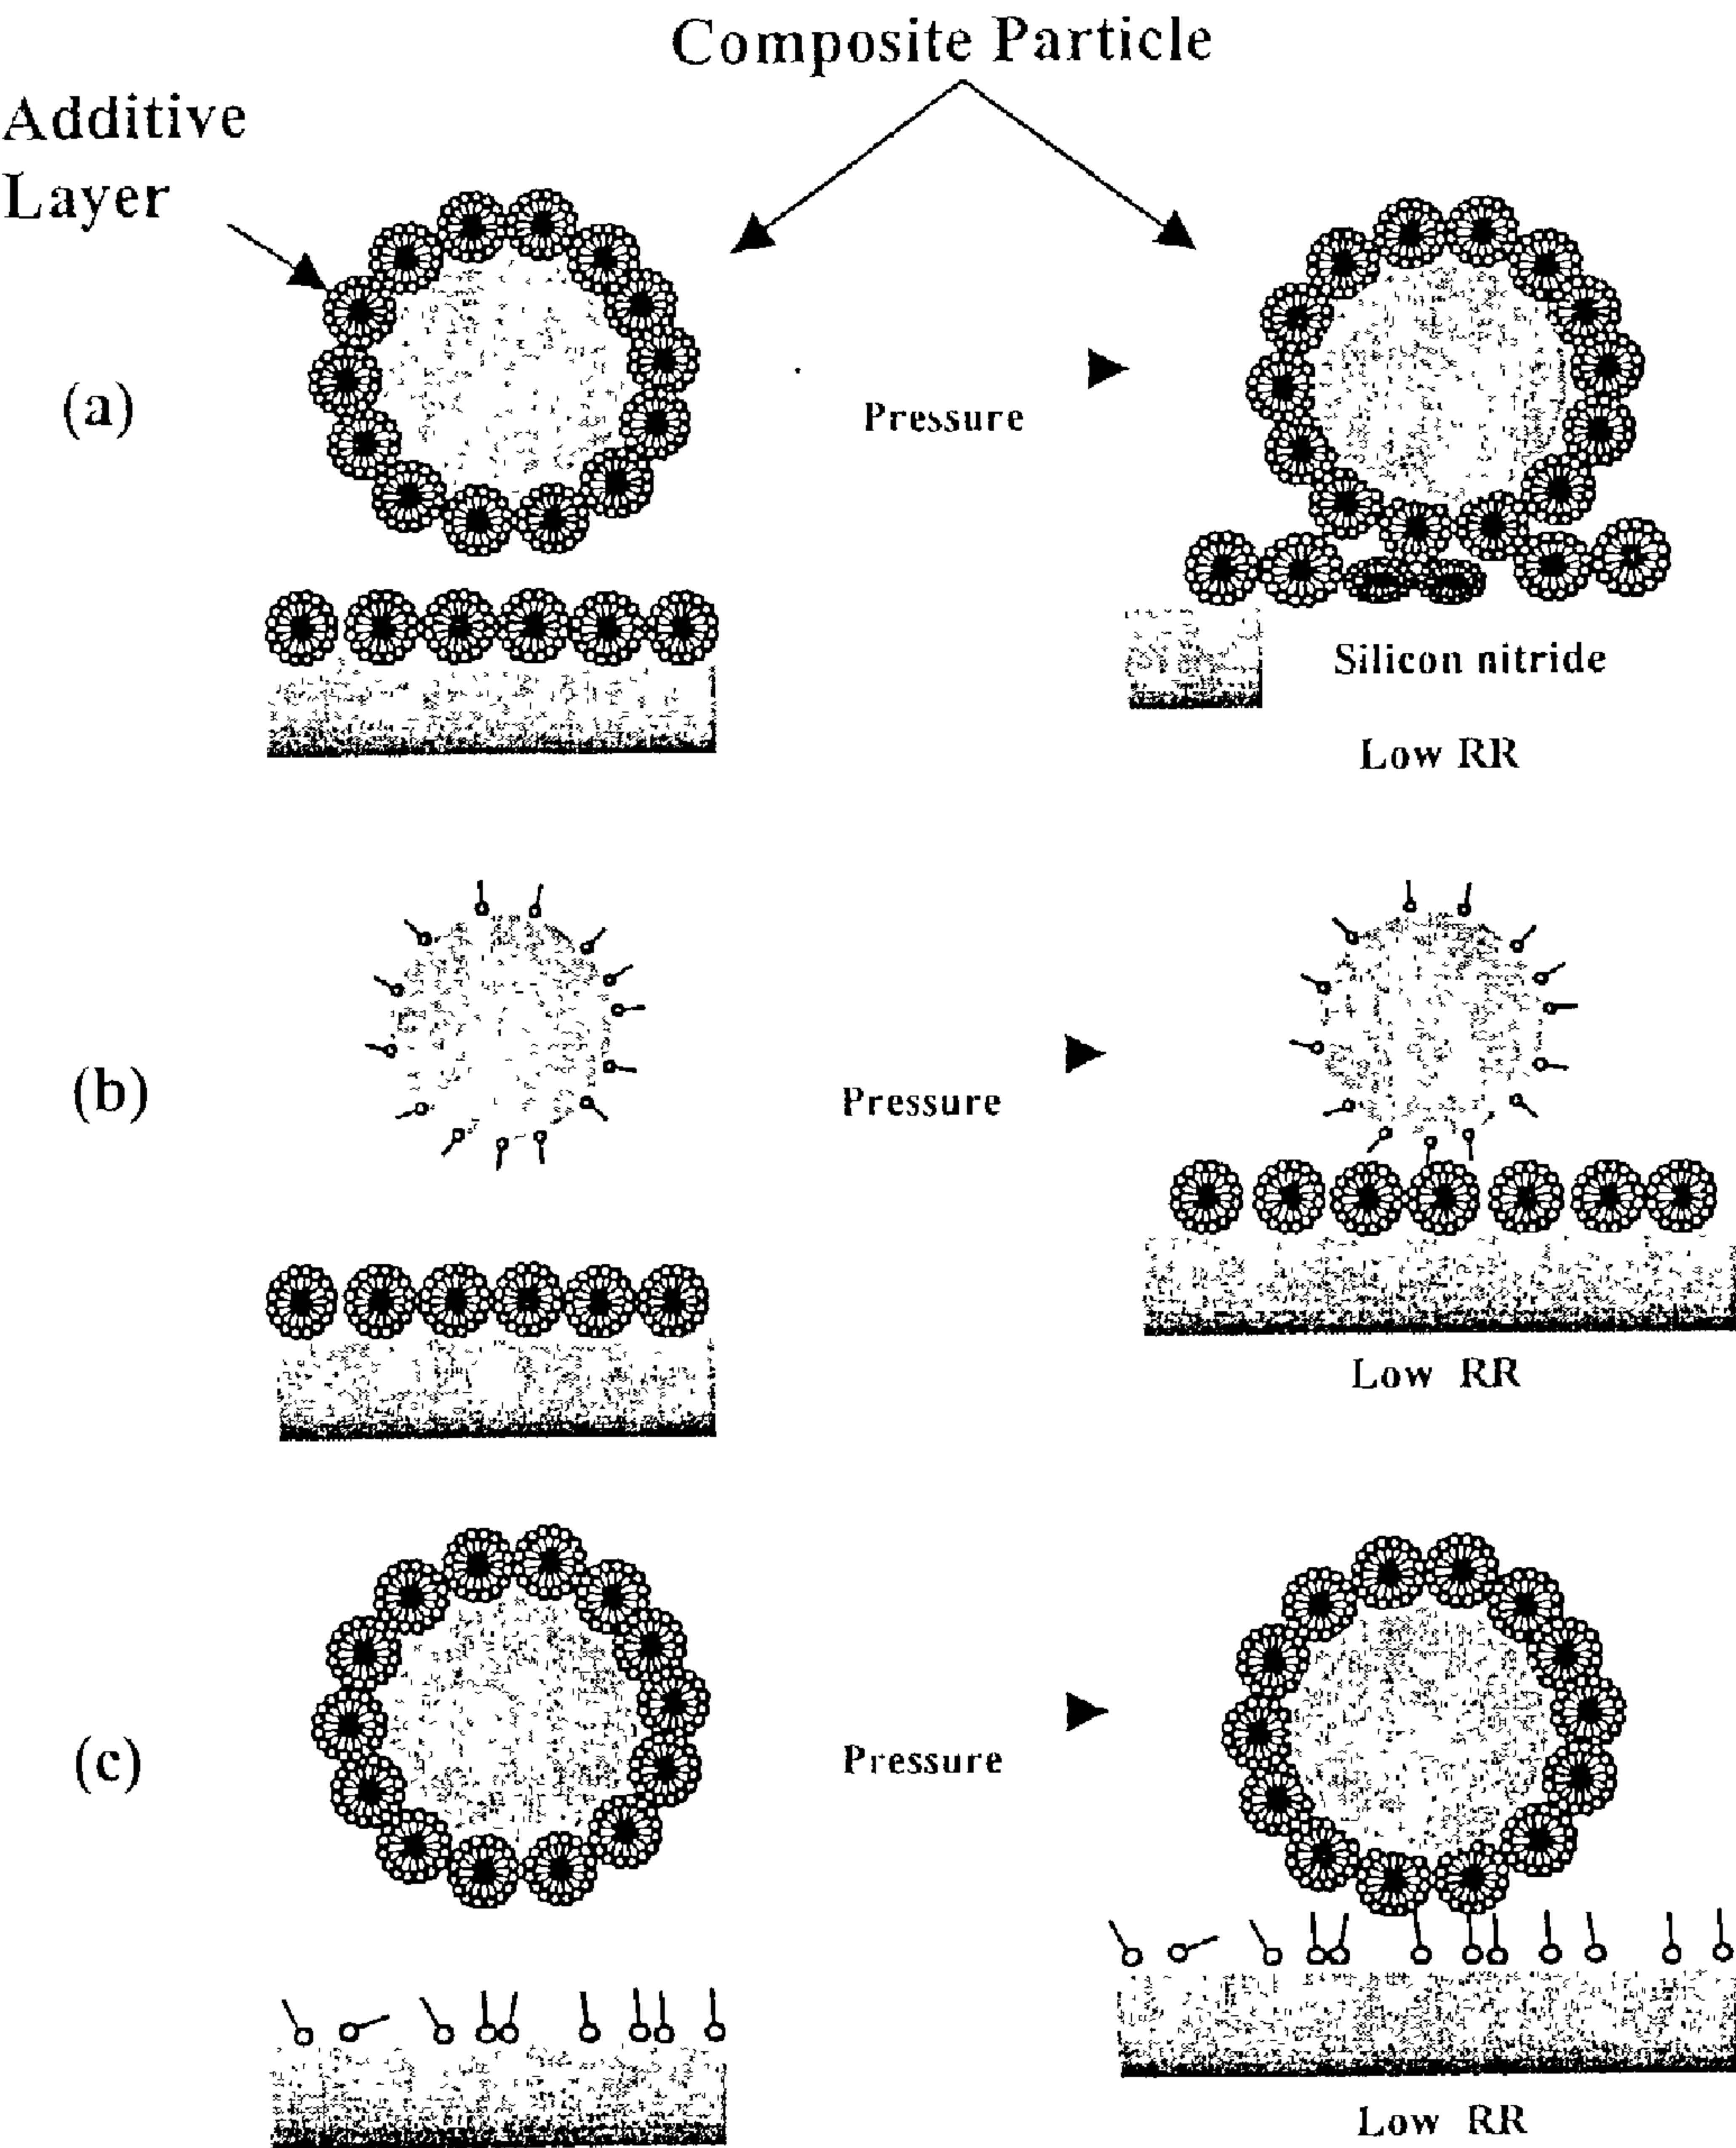 Composite Particle
Additive
Layer
(a)
Pressure
Silicon nitride
Low RR
(b)
Pressure
Low RR
(c)
Pressure
Low RR